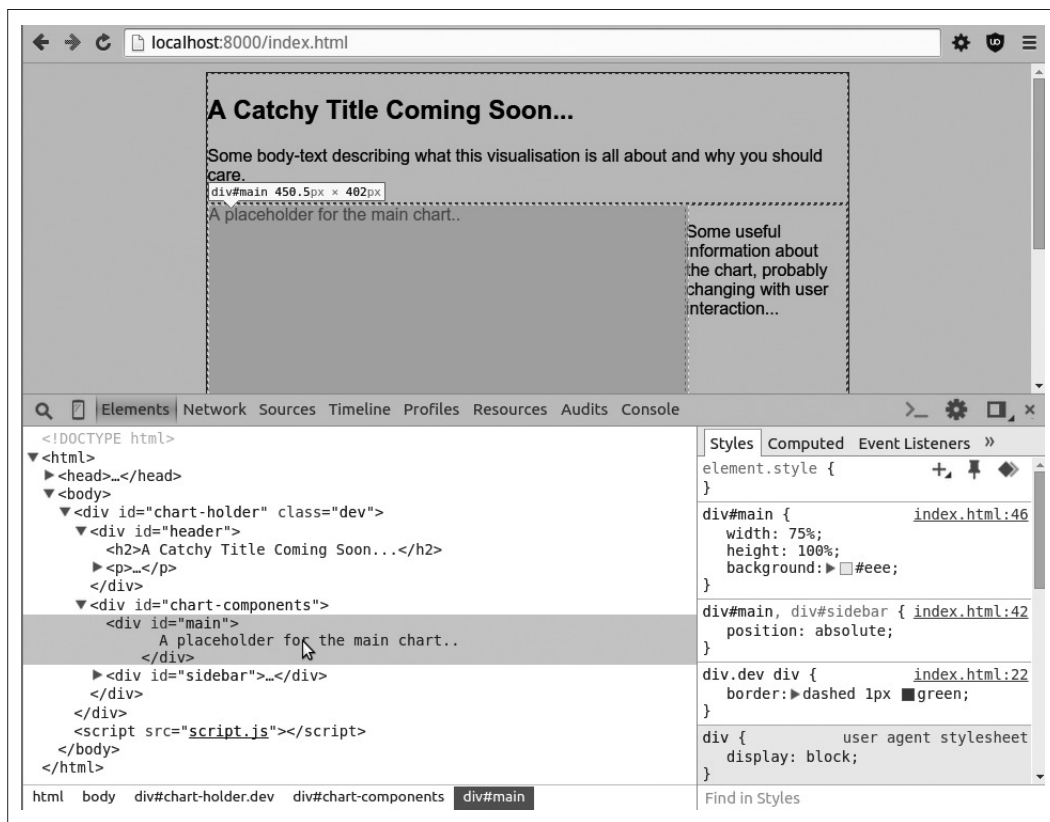 localhost:8000/index.html
A Catchy Title Coming Soon...
Some body-text describing what this visualisation is all about and why you should
care.
div#main 450.5px × 402px
A placeholder for the main chart..
Some useful
information about
the chart, probably
changing with user
interaction...
Elements Network Sources Timeline Profiles Resources Audits Console
<!DOCTYPE html>
▼<html>
▶<head>…</head>
▼<body>
▼<div id="chart-holder" class="dev">
▼<div id="header">
<h2>A Catchy Title Coming Soon...</h2>
▶<p>…</p>
</div>
▼<div id="chart-components">
<div id="main">
A placeholder for the main chart..
</div>
▶<div id="sidebar">…</div>
</div>
</div>
<script src="script.js"></script>
</body>
</html>
html body div#chart-holder.dev div#chart-components div#main
Styles Computed Event Listeners »
element.style {
}
div#main { index.html:46
width: 75%;
height: 100%;
background:▶ #eee;
}
div#main, div#sidebar { index.html:42
position: absolute;
}
div.dev div { index.html:22
border:▶dashed 1px green;
}
div { user agent stylesheet
display: block;
}
Find in Styles